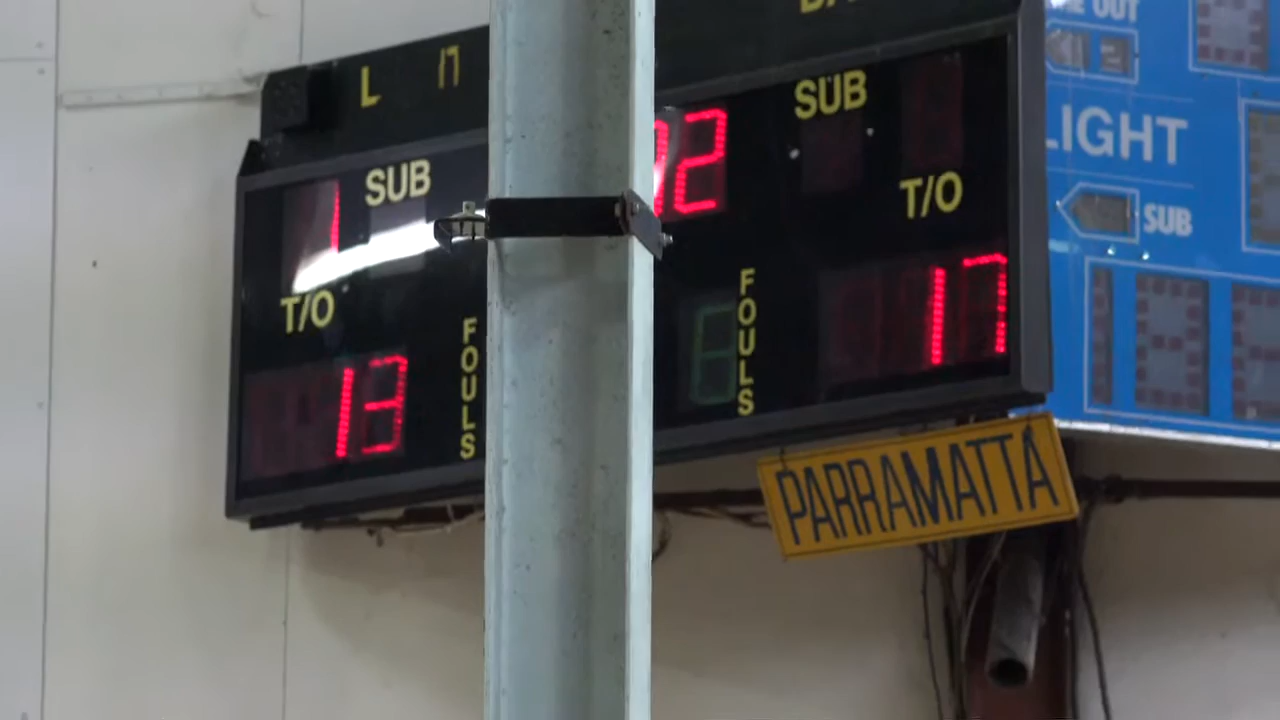 SUB
SUB
T/O
LIGHT
SUB
1
2
T/O
13
FOULS
FOULS
17
PARRAMATTA